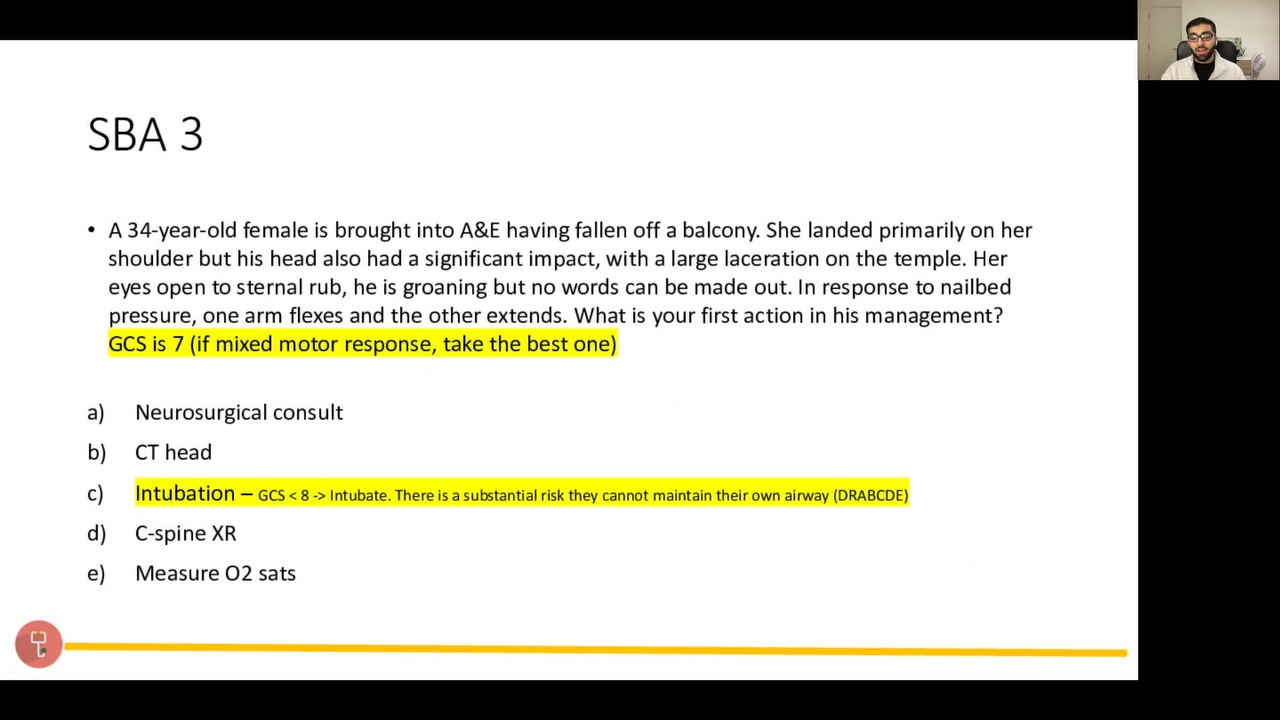 SBA 3
• A 34-year-old female is brought into A&E having fallen off a balcony. She landed primarily on her
shoulder but his head also had a significant impact, with a large laceration on the temple. Her
eyes open to sternal rub, he is groaning but no words can be made out. In response to nailbed
pressure, one arm flexes and the other extends. What is your first action in his management?
GCS is 7 (if mixed motor response, take the best one)
a) Neurosurgical consult
b) CT head
c) Intubation – GCS < 8 -> Intubate. There is a substantial risk they cannot maintain their own airway (DRABCDE)
d) C-spine XR
e) Measure O2 sats